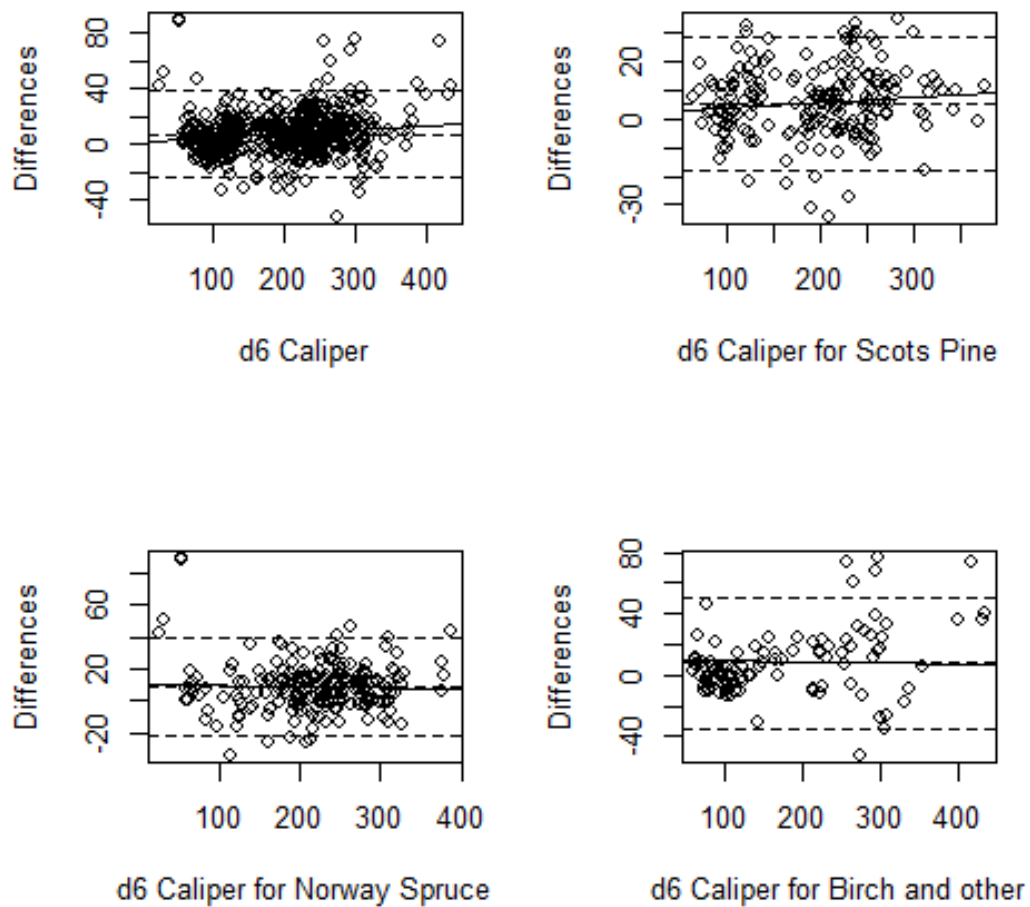 Differences
80
40
0
-40
100 200 300 400
d6 Caliper
Differences
20
0
-30
100 200 300
d6 Caliper for Scots Pine
Differences
60
20
-20
100 200 300 400
d6 Caliper for Norway Spruce
Differences
80
40
0
-40
100 200 300 400
d6 Caliper for Birch and other